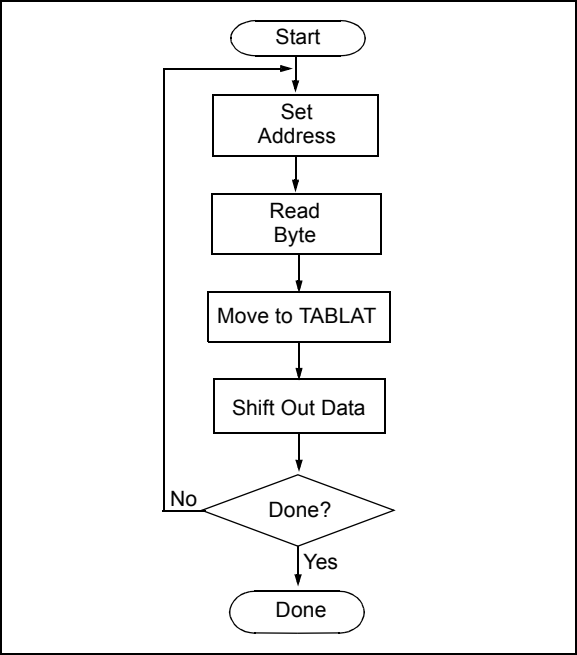 Start
Set
Address
Read
Byte
Move to TABLAT
Shift Out Data
No
Done?
Yes
Done